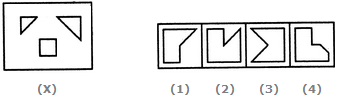 (X) (1) (2) (3) (4)